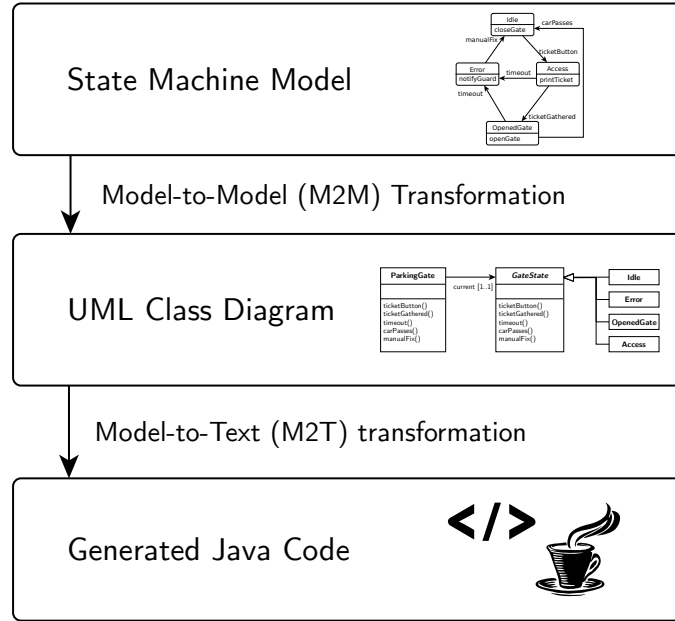 Idle
closeGate
carPasses
manualFix
ticketButton
Error
notifyGuard
timeout
Access
printTicket
State Machine Model
timeout
ticketGathered
OpenedGate
openGate
Model-to-Model (M2M) Transformation
ParkingGate
GateState
Idle
current [1..1]
Error
ticketButton()
ticketGathered()
timeout()
carPasses()
manualFix()
ticketButton()
ticketGathered()
timeout()
carPasses()
manualFix()
OpenedGate
Access
UML Class Diagram
Model-to-Text (M2T) transformation
</>
Generated Java Code